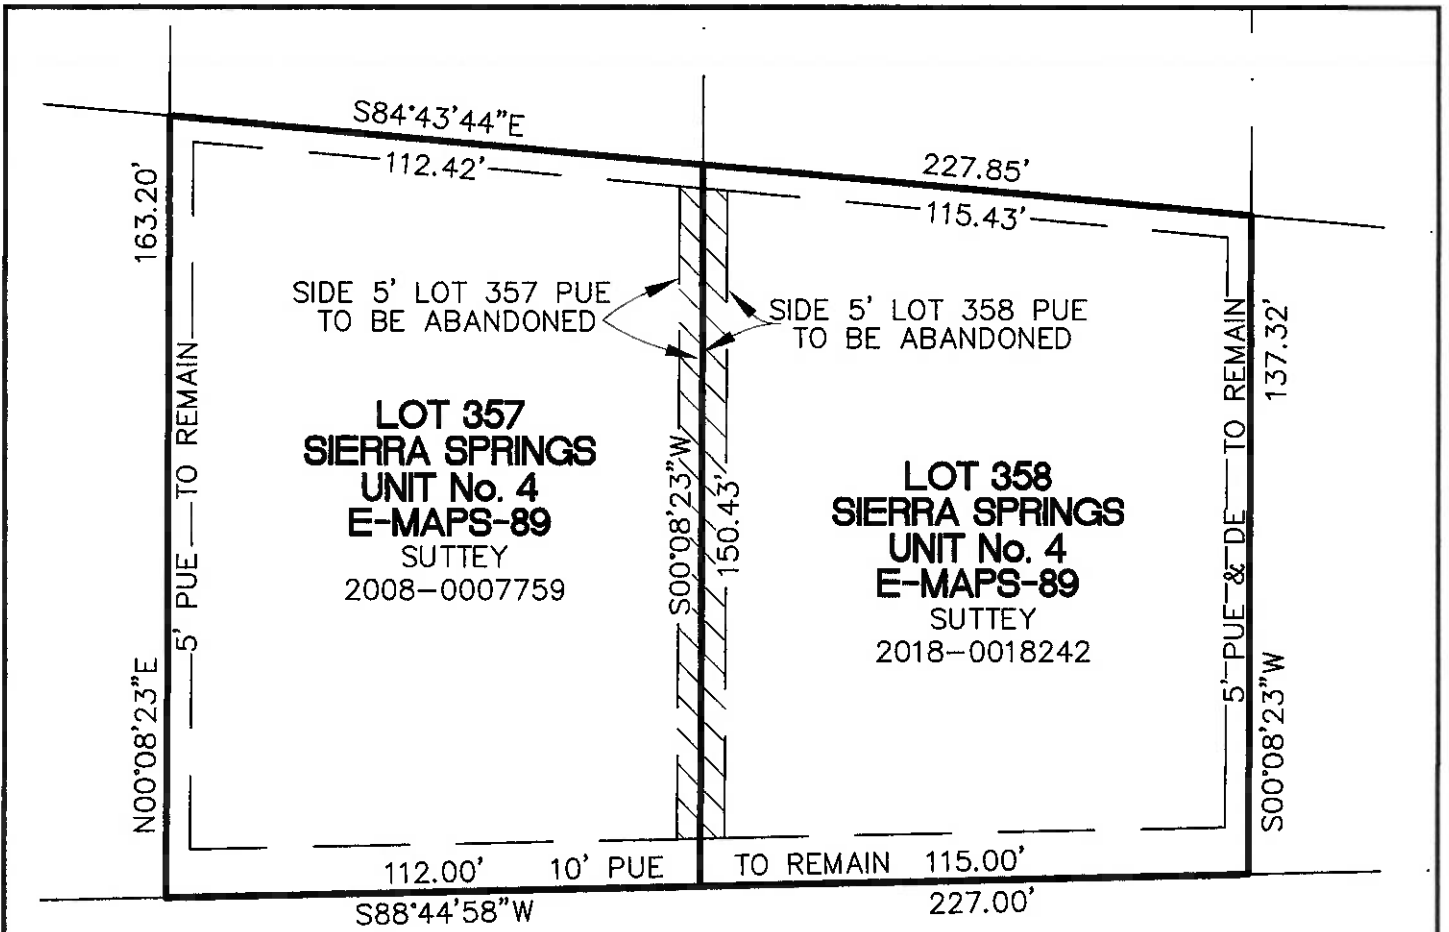 S84°43'44"E
112.42'
227.85'
115.43'
163.20'
N00°08'23"E
5' PUE TO REMAIN
SIDE 5' LOT 357 PUE
TO BE ABANDONED
SIDE 5' LOT 358 PUE
TO BE ABANDONED
LOT 357
SIERRA SPRINGS
UNIT No. 4
E-MAPS-89
SUTTEY
2008-0007759
S00°08'23"W
150.43'
LOT 358
SIERRA SPRINGS
UNIT No. 4
E-MAPS-89
SUTTEY
2018-0018242
5' PUE & DE TO REMAIN
137.32'
S00°08'23"W
112.00'
10' PUE TO REMAIN
115.00'
S88°44'58"W
227.00'